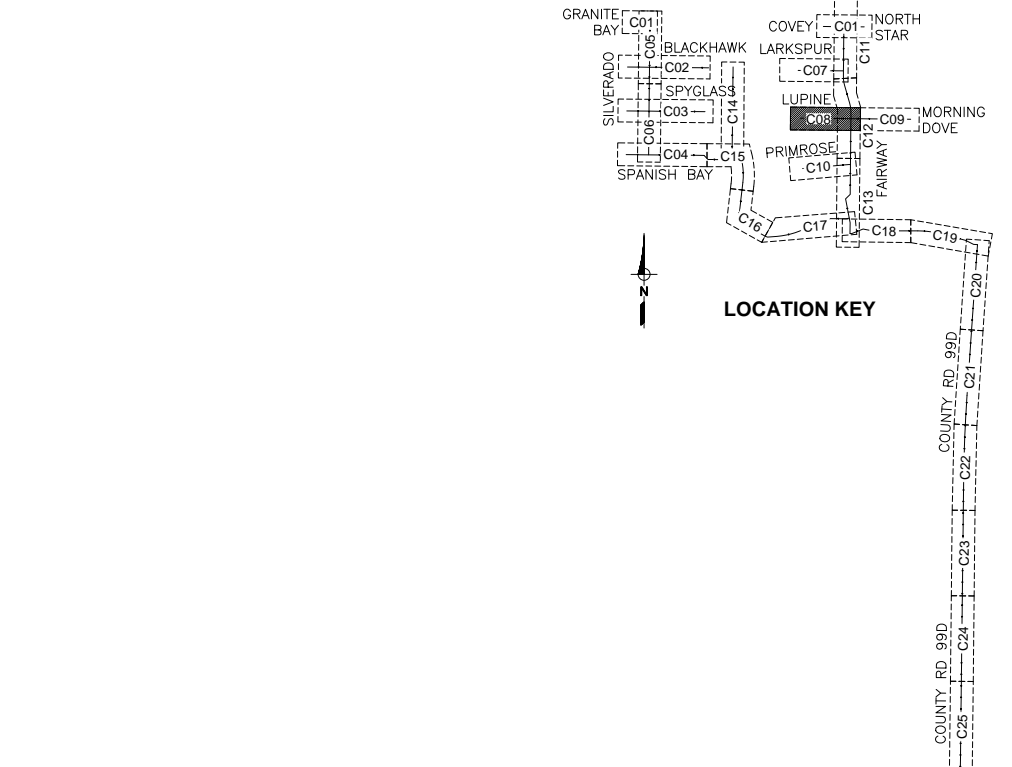 GRANITE
BAY
C01
C05
BLACKHAWK
C02
SILVERADO
SPYGLASS
C03
C06
C04
SPANISH BAY
C14
C15
C16
C17
COVEY
C01
NORTH
STAR
C11
LARKSPUR
C07
LUPINE
C08
C09
MORNING
DOVE
C12
PRIMROSE
C10
FAIRWAY
C13
C18
C19
C20
N
LOCATION KEY
COUNTY RD 99D
C21
C22
C23
COUNTY RD 99D
C24
C25